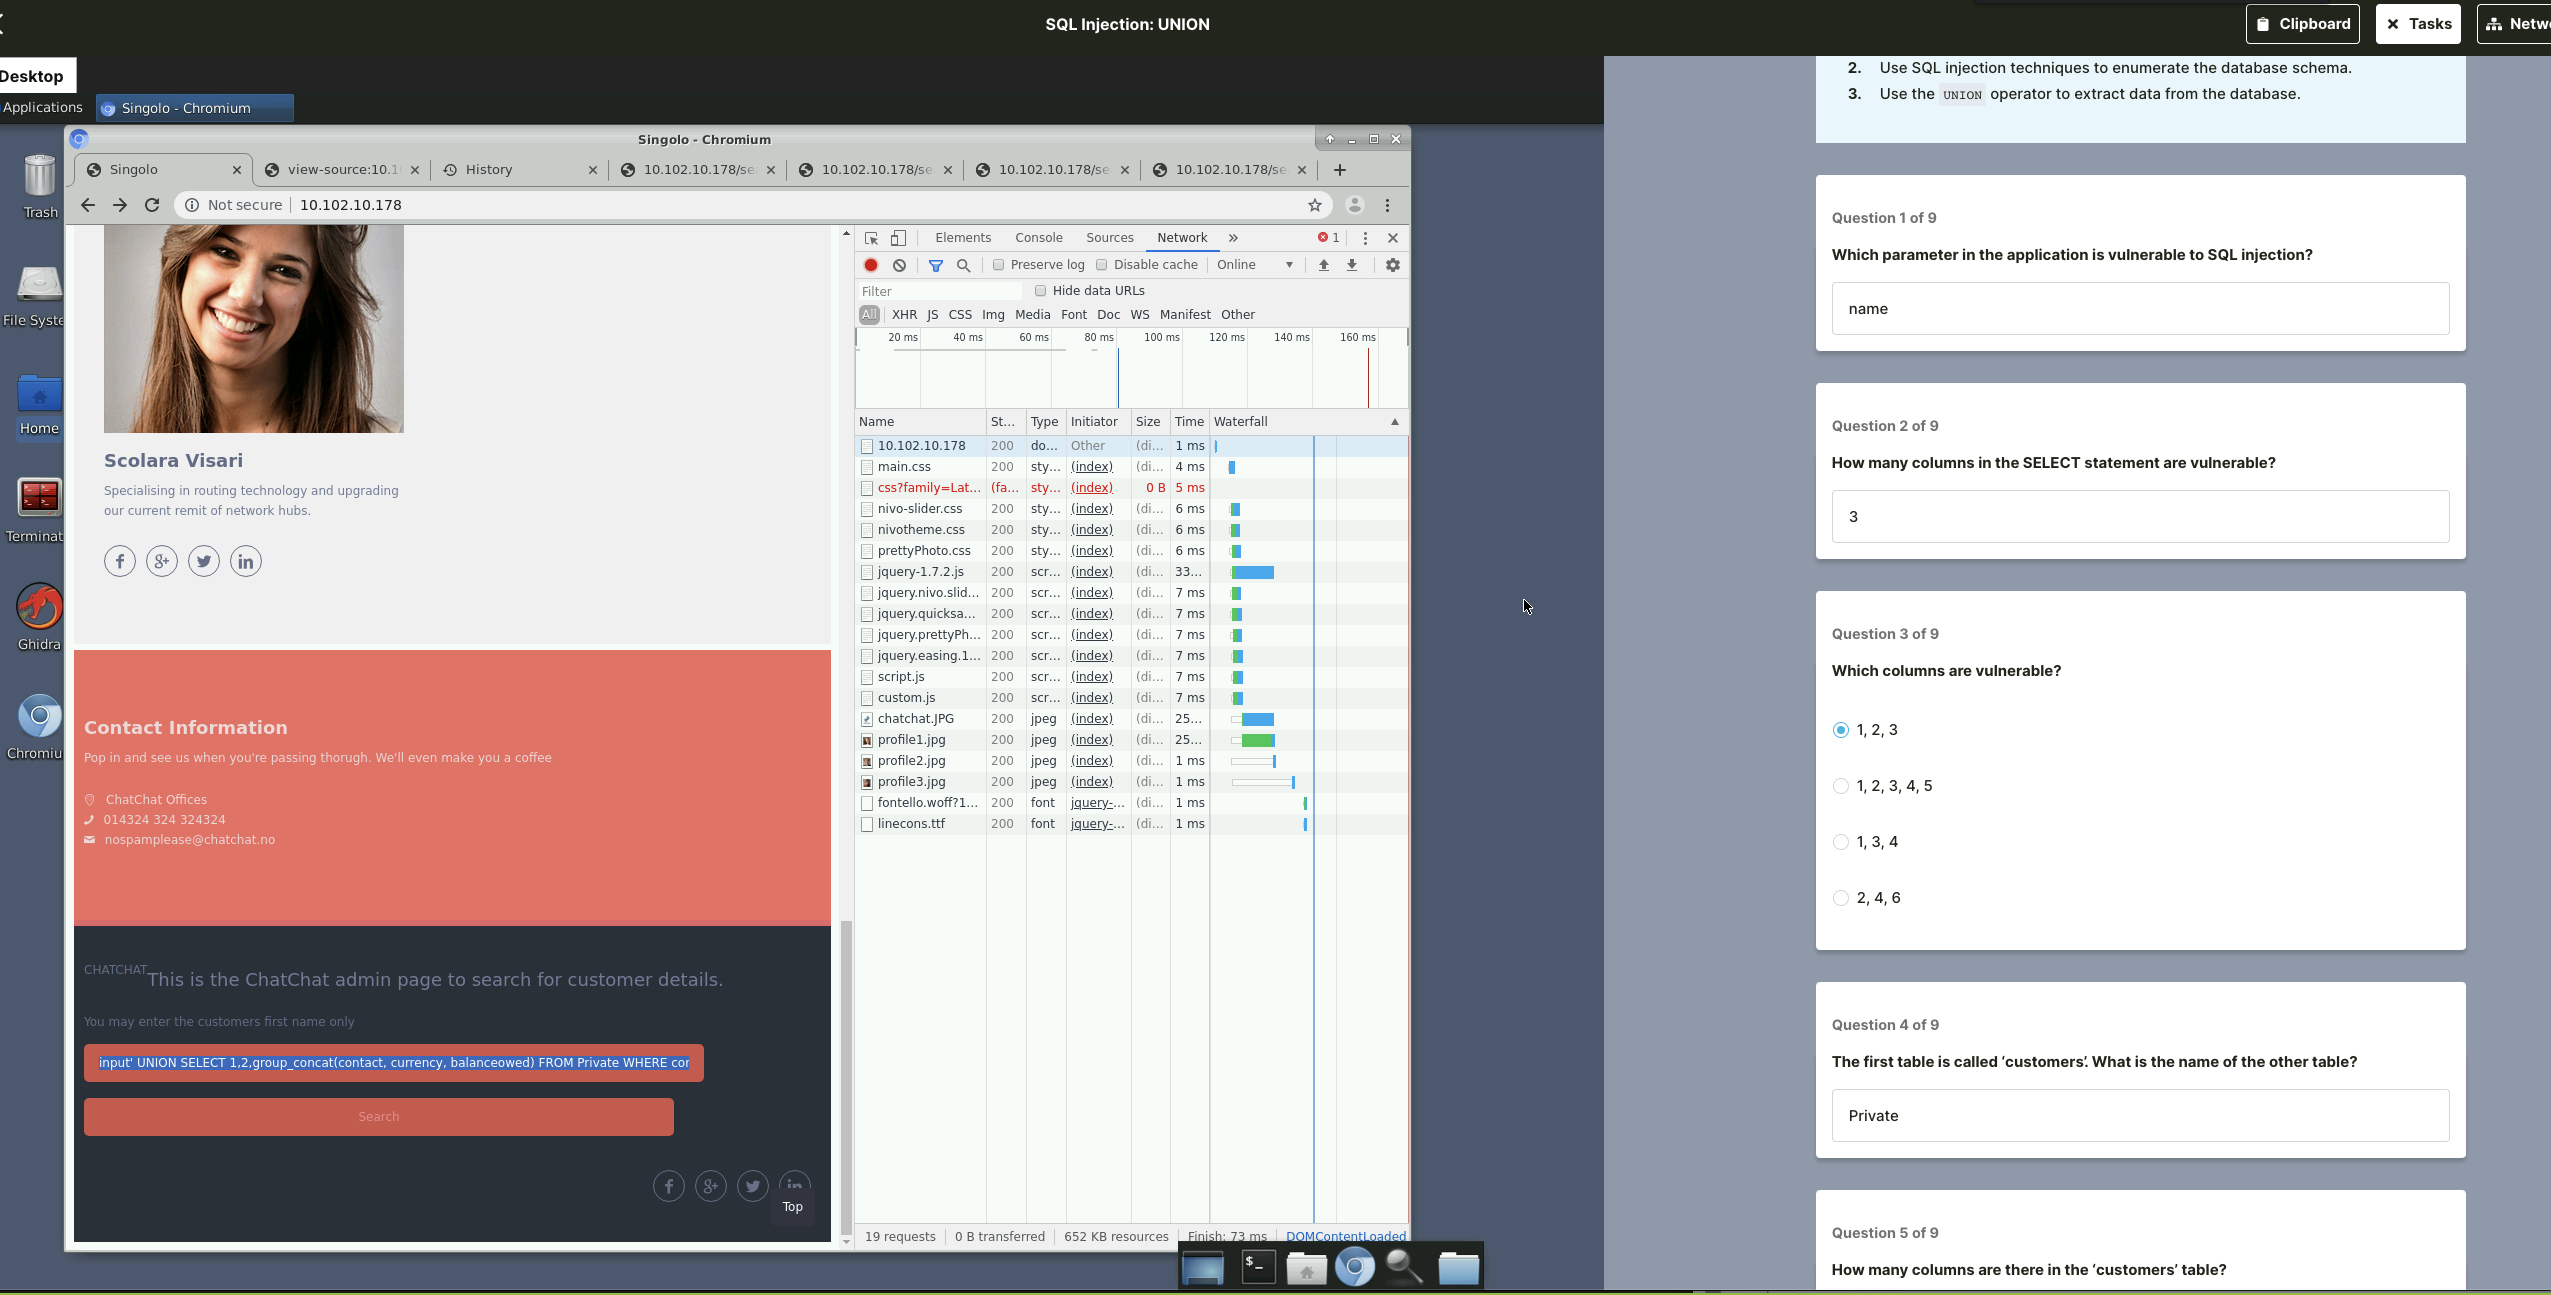 SQL Injection: UNION
Clipboard
Tasks
Desktop
Applications
Singolo - Chromium
Trash
Home
Ghidra
Singolo - Chromium
Singolo
view-source:10.1
History
10.102.10.178/se
10.102.10.178/se
10.102.10.178/se
10.102.10.178/se
Not secure
10.102.10.178
Scolara Visari
Specialising in routing technology and upgrading
our current remit of network hubs.
Contact Information
Pop in and see us when you're passing thorugh. We'll even make you a coffee
ChatChat Offices
014324 324 324324
nospamplease@chatchat.no
CHATCHAT
This is the ChatChat admin page to search for customer details.
You may enter the customers first name only
input' UNION SELECT 1,2,group_concat(contact, currency, balanceowed) FROM Private WHERE cor
Search
Top
Elements Console Sources Network » 1
Preserve log Disable cache Online
Filter
Hide data URLs
All XHR JS CSS Img Media Font Doc WS Manifest Other
20 ms 40 ms 60 ms 80 ms 100 ms 120 ms 140 ms 160 ms
Name St... Type Initiator Size Time Waterfall
10.102.10.178 200 do... Other (di... 1 ms
main.css 200 sty... (index) (di... 4 ms
css?family=Lat... (fa... sty... (index) 0 B 5 ms
nivo-slider.css 200 sty... (index) (di... 6 ms
nivotheme.css 200 sty... (index) (di... 6 ms
prettyPhoto.css 200 sty... (index) (di... 6 ms
jquery-1.7.2.js 200 scr... (index) (di... 33...
jquery.nivo.slid... 200 scr... (index) (di... 7 ms
jquery.quicksa... 200 scr... (index) (di... 7 ms
jquery.prettyPh... 200 scr... (index) (di... 7 ms
jquery.easing.1... 200 scr... (index) (di... 7 ms
script.js 200 scr... (index) (di... 7 ms
custom.js 200 scr... (index) (di... 7 ms
chatchat.JPG 200 jpeg (index) (di... 25...
profile1.jpg 200 jpeg (index) (di... 25...
profile2.jpg 200 jpeg (index) (di... 1 ms
profile3.jpg 200 jpeg (index) (di... 1 ms
fontello.woff?1... 200 font jquery-... (di... 1 ms
linecons.ttf 200 font jquery-... (di... 1 ms
19 requests 0 B transferred 652 KB resources Finish: 73 ms DOMContentLoaded
2. Use SQL injection techniques to enumerate the database schema.
3. Use the UNION operator to extract data from the database.
Question 1 of 9
Which parameter in the application is vulnerable to SQL injection?
name
Question 2 of 9
How many columns in the SELECT statement are vulnerable?
3
Question 3 of 9
Which columns are vulnerable?
1, 2, 3
1, 2, 3, 4, 5
1, 3, 4
2, 4, 6
Question 4 of 9
The first table is called ‘customers’. What is the name of the other table?
Private
Question 5 of 9
How many columns are there in the ‘customers’ table?